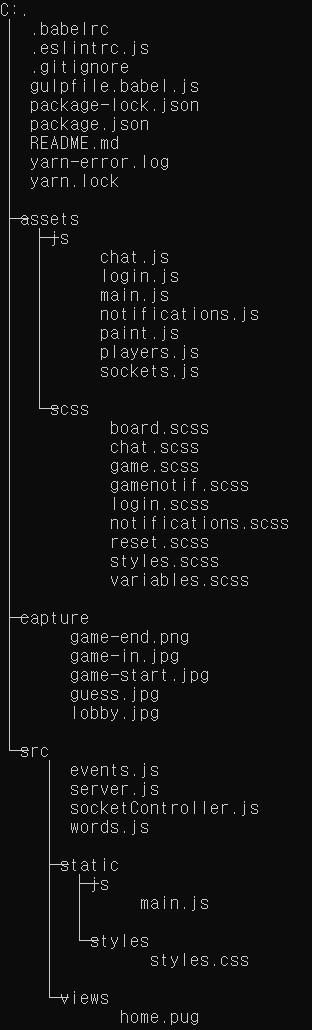 C:.
.babelrc
.eslintrc.js
.gitignore
gulpfile.babel.js
package-lock.json
package.json
README.md
yarn-error.log
yarn.lock
assets
js
chat.js
login.js
main.js
notifications.js
paint.js
players.js
sockets.js
scss
board.scss
chat.scss
game.scss
gamenotif.scss
login.scss
notifications.scss
reset.scss
styles.scss
variables.scss
capture
game-end.png
game-in.jpg
game-start.jpg
guess.jpg
lobby.jpg
src
events.js
server.js
socketController.js
words.js
static
js
main.js
styles
styles.css
views
home.pug